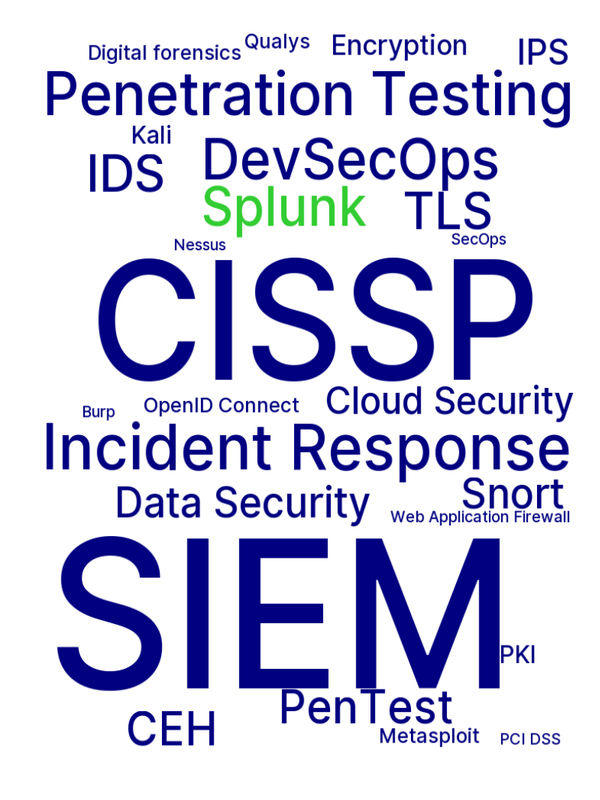 Digital forensics Qualys Encryption IPS
Penetration Testing
Kali
IDS DevSecOps
Splunk TLS
Nessus SecOps
CISSP
Burp OpenID Connect Cloud Security
Incident Response
Data Security Snort
Web Application Firewall
SIEM
PKI
PenTest
CEH Metasploit PCI DSS